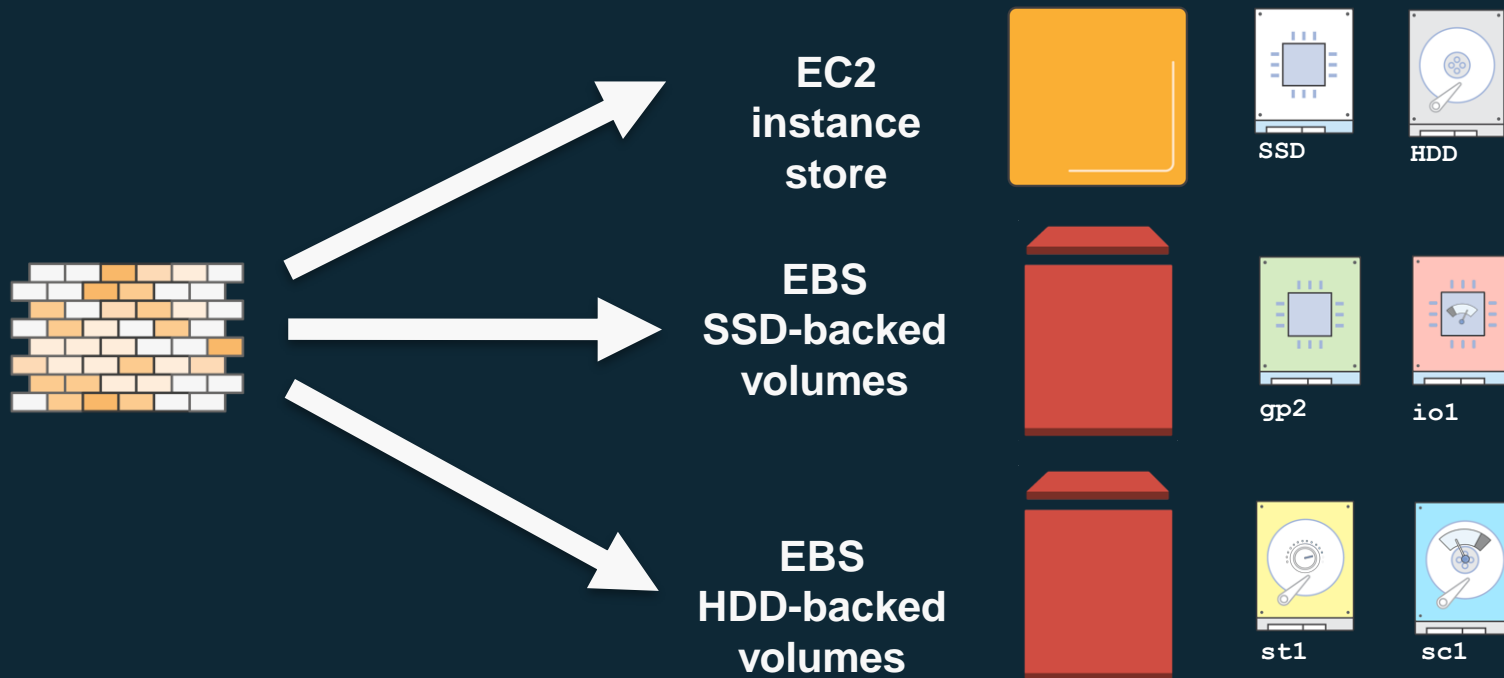 EC2
instance
store
SSD
HDD
EBS
SSD-backed
volumes
gp2
io1
EBS
HDD-backed
volumes
st1
sc1